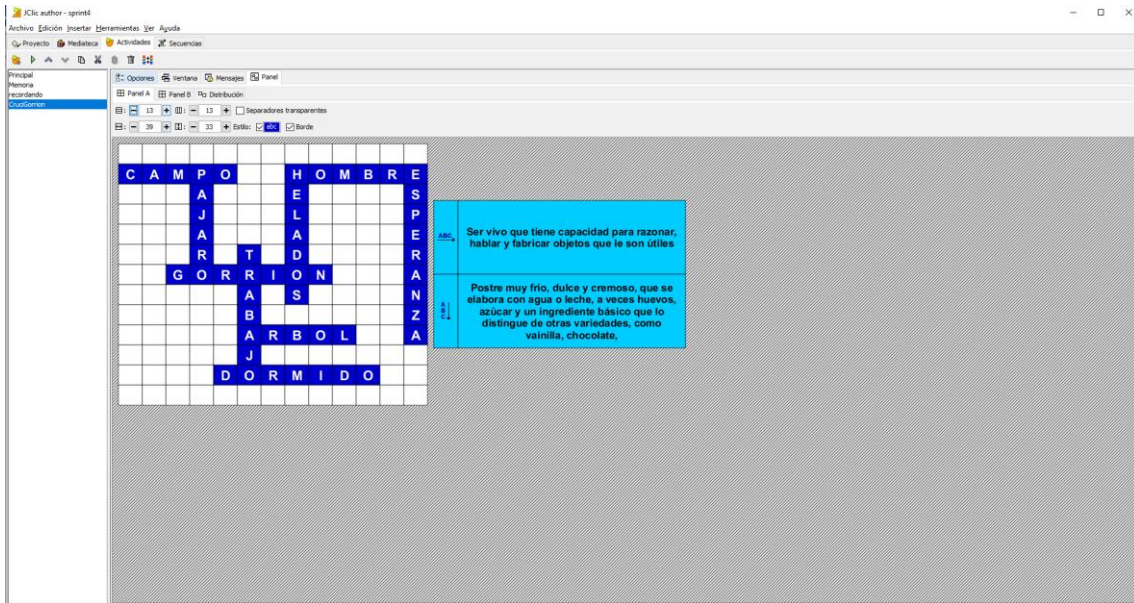 JClic author - sprint4
Archivo Edición Insertar Herramientas Ver Ayuda
Proyecto Mediateca Actividades Secuencias
Principal
Memoria
recordando
CruciGorrion
Opciones Ventana Mensajes Panel
Panel A Panel B Distribución
13 13 Separadores transparentes
39 33 Estilo: abc Borde
C A M P O H O M B R E
A E S
J L P
A A E
R T D R
G O R R I O N A
A S N
B Z
A R B O L A
J
D O R M I D O
ABC
Ser vivo que tiene capacidad para razonar,
hablar y fabricar objetos que le son útiles
A
B
C
Postre muy frío, dulce y cremoso, que se
elabora con agua o leche, a veces huevos,
azúcar y un ingrediente básico que lo
distingue de otras variedades, como
vainilla, chocolate,